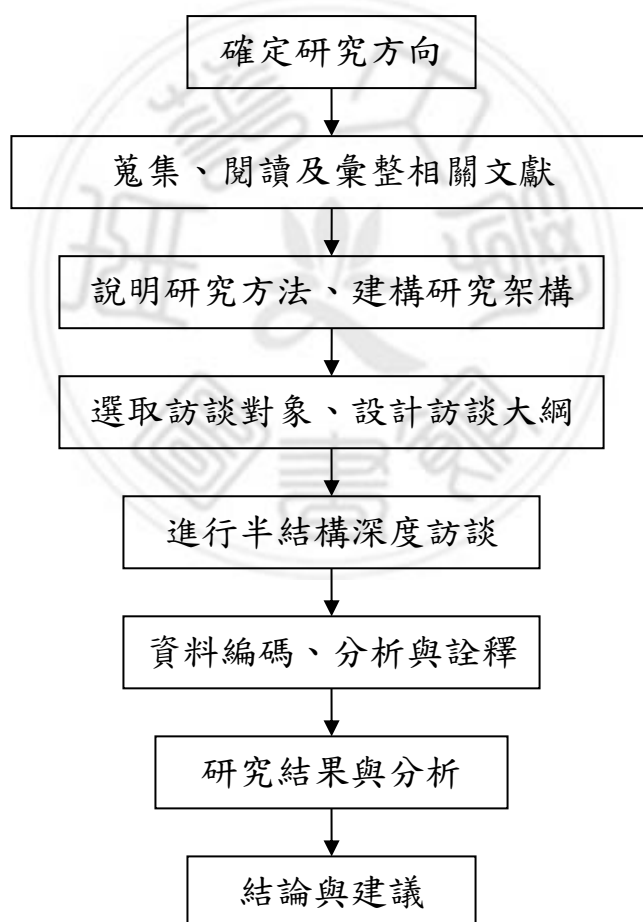 確定研究方向
蒐集、閱讀及彙整相關文獻
說明研究方法、建構研究架構
選取訪談對象、設計訪談大綱
進行半結構深度訪談
資料編碼、分析與詮釋
研究結果與分析
結論與建議